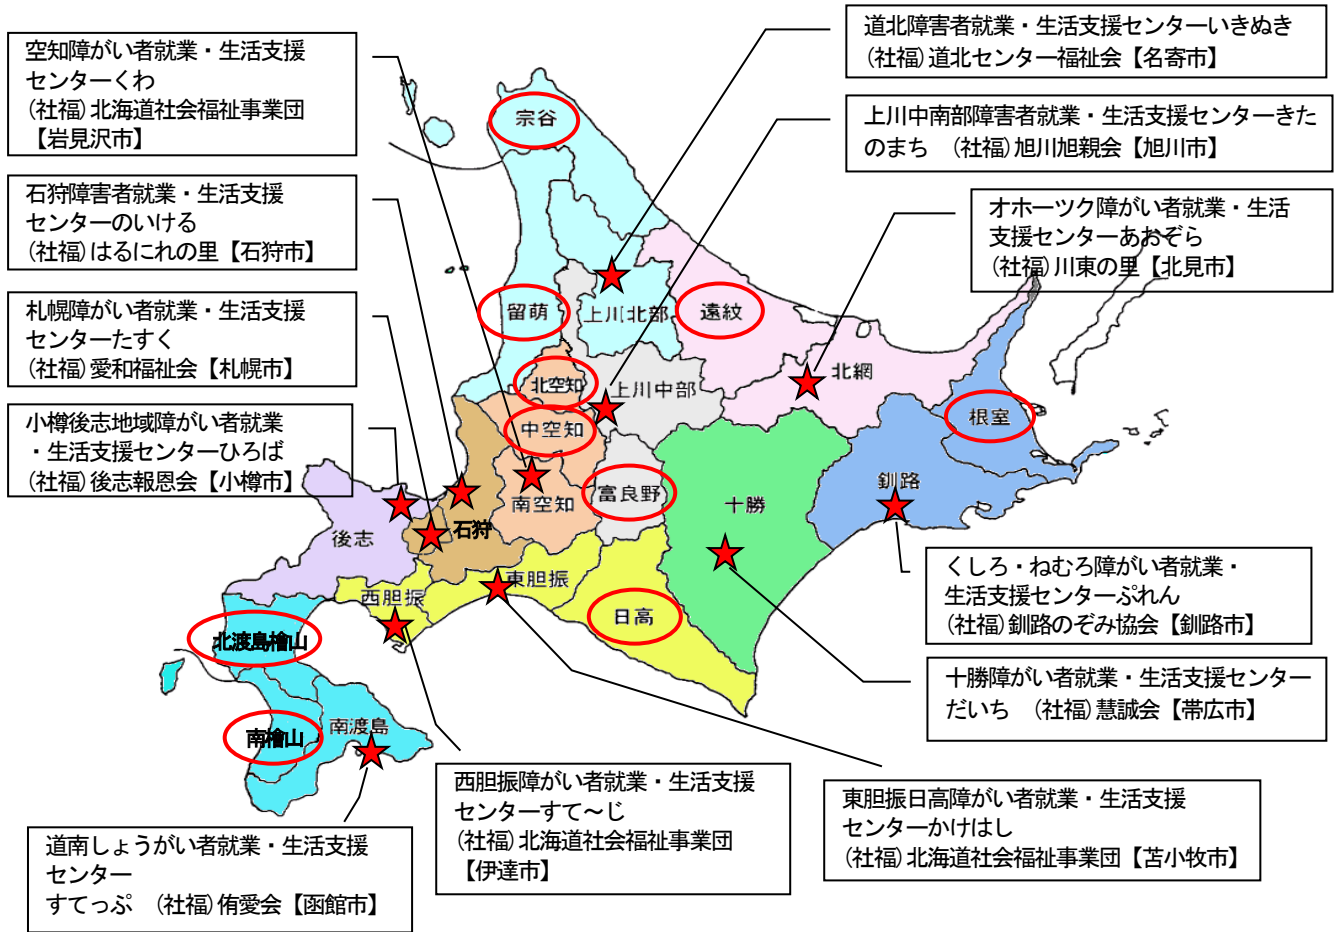 空知障がい者就業・生活支援
センターくわ
(社福)北海道社会福祉事業団
【岩見沢市】
石狩障害者就業・生活支援
センターのいける
(社福)はるにれの里【石狩市】
札幌障がい者就業・生活支援
センターたすく
(社福)愛和福祉会【札幌市】
小樽後志地域障がい者就業
・生活支援センターひろば
(社福)後志報恩会【小樽市】
道北障害者就業・生活支援センターいきぬき
(社福)道北センター福祉会【名寄市】
上川中南部障害者就業・生活支援センターきた
のまち　(社福)旭川旭親会【旭川市】
オホーツク障がい者就業・生活
支援センターあおぞら
(社福)川東の里【北見市】
宗谷
留萌
上川北部
遠紋
北空知
上川中部
北網
中空知
根室
南空知
富良野
十勝
釧路
石狩
後志
西胆振
東胆振
日高
北渡島檜山
南檜山
南渡島
くしろ・ねむろ障がい者就業・
生活支援センターぷれん
(社福)釧路のぞみ協会【釧路市】
十勝障がい者就業・生活支援センター
だいち　(社福)慧誠会【帯広市】
西胆振障がい者就業・生活支援
センターすて～じ
(社福)北海道社会福祉事業団
【伊達市】
東胆振日高障がい者就業・生活支援
センターかけはし
(社福)北海道社会福祉事業団【苫小牧市】
道南しょうがい者就業・生活支援
センター
すてっぷ　(社福)侑愛会【函館市】